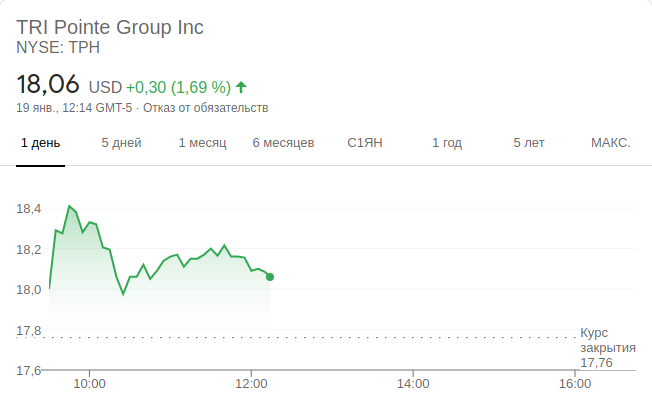 TRI Pointe Group Inc
NYSE: TPH
18,06 USD +0,30 (1,69 %)
19 янв., 12:14 GMT-5 · Отказ от обязательств
1 день 5 дней 1 месяц 6 месяцев С1ЯН 1 год 5 лет МАКС.
18,4
18,2
18,0
17,8
Курс
закрытия
17,76
17,6
10:00 12:00 14:00 16:00